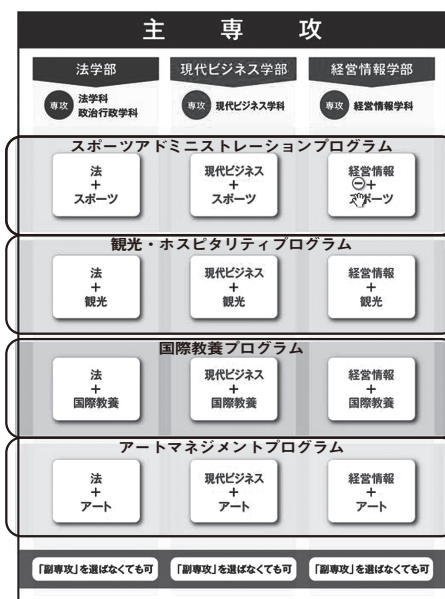 主専攻
法学部 現代ビジネス学部 経営情報学部
専攻 法学科 政治行政学科
専攻 現代ビジネス学科
専攻 経営情報学科
スポーツアドミニストレーションプログラム
法
+
スポーツ
現代ビジネス
+
スポーツ
経営情報
+
観光・ホスピタリティプログラム
法
+
観光
現代ビジネス
+
観光
経営情報
+
観光
国際教養プログラム
法
+
国際教養
現代ビジネス
+
国際教養
経営情報
+
国際教養
アートマネジメントプログラム
法
+
アート
現代ビジネス
+
アート
経営情報
+
アート
「副専攻」を選ばなくても可 「副専攻」を選ばなくても可 「副専攻」を選ばなくても可